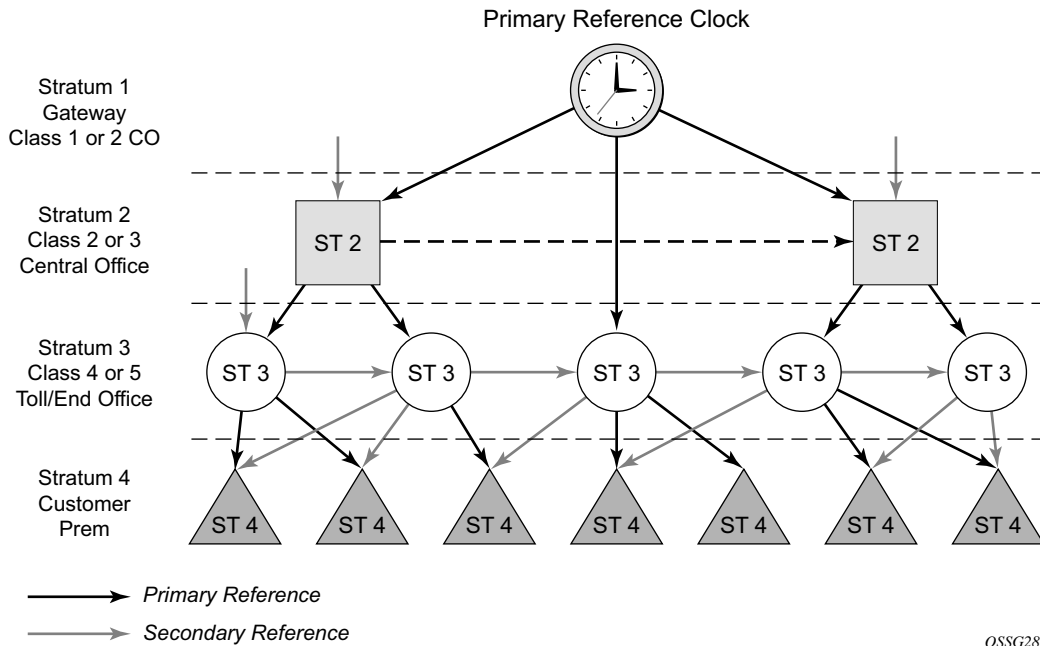 Primary Reference Clock
Stratum 1
Gateway
Class 1 or 2 CO
Stratum 2
Class 2 or 3
Central Office
ST 2
ST 2
Stratum 3
Class 4 or 5
Toll/End Office
ST 3
ST 3
ST 3
ST 3
ST 3
Stratum 4
Customer
Prem
ST 4
ST 4
ST 4
ST 4
ST 4
ST 4
ST 4
Primary Reference
Secondary Reference
OSSG28